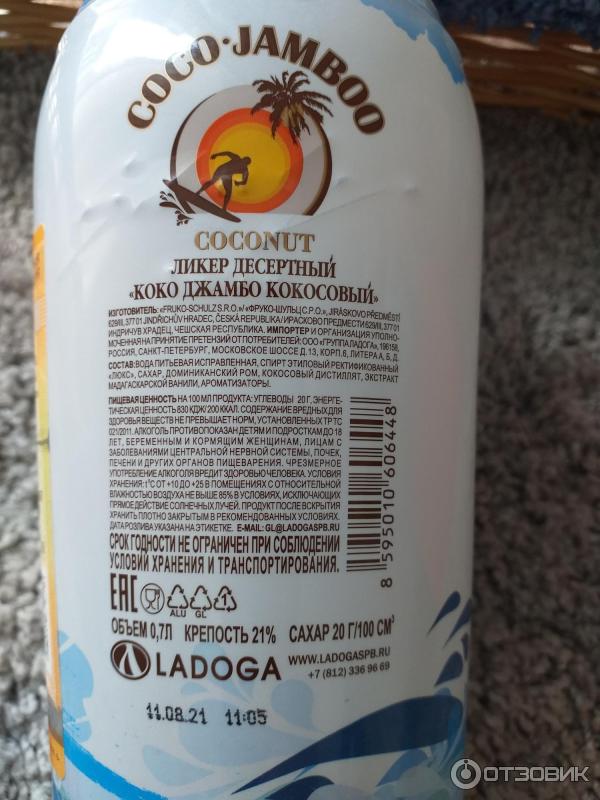 COCO·JAMBOO
COCONUT
ЛИКЕР ДЕСЕРТНЫЙ
«КОКО ДЖАМБО КОКОСОВЫЙ»
ИЗГОТОВИТЕЛЬ: «FRUKO-SCHULZ S.R.O.»/ «ФРУКО-ШУЛЬЦ С.Р.О.», JIRÁSKOVO PŘEDMĚSTÍ
629/III, 377 01 JINDŘICHŮV HRADEC, ČESKÁ REPUBLIKA / ИРАСКОВО ПРЕДМЕСТИ 629/III, 377 01
ИНДРИЧУВ ХРАДЕЦ, ЧЕШСКАЯ РЕСПУБЛИКА. ИМПОРТЕР И ОРГАНИЗАЦИЯ УПОЛНО-
МОЧЕННАЯ НА ПРИНЯТИЕ ПРЕТЕНЗИЙ ОТ ПОТРЕБИТЕЛЕЙ: ООО «ГРУППА ЛАДОГА», 196158,
РОССИЯ, САНКТ-ПЕТЕРБУРГ, МОСКОВСКОЕ ШОССЕ Д.13, КОРП.6, ЛИТЕРА А, Б, Д.
СОСТАВ: ВОДА ПИТЬЕВАЯ ИСПРАВЛЕННАЯ, СПИРТ ЭТИЛОВЫЙ РЕКТИФИКОВАННЫЙ
«ЛЮКС», САХАР, ДОМИНИКАНСКИЙ РОМ, КОКОСОВЫЙ ДИСТИЛЛЯТ, ЭКСТРАКТ
МАДАГАСКАРСКОЙ ВАНИЛИ, АРОМАТИЗАТОРЫ.
ПИЩЕВАЯ ЦЕННОСТЬ НА 100 МЛ ПРОДУКТА: УГЛЕВОДЫ 20 Г, ЭНЕРГЕ-
ТИЧЕСКАЯ ЦЕННОСТЬ 830 КДЖ/ 200 ККАЛ. СОДЕРЖАНИЕ ВРЕДНЫХ ДЛЯ
ЗДОРОВЬЯ ВЕЩЕСТВ НЕ ПРЕВЫШАЕТ НОРМ, УСТАНОВЛЕННЫХ ТР ТС
021/2011. АЛКОГОЛЬ ПРОТИВОПОКАЗАН ДЕТЯМ И ПОДРОСТКАМ ДО 18
ЛЕТ, БЕРЕМЕННЫМ И КОРМЯЩИМ ЖЕНЩИНАМ, ЛИЦАМ С
ЗАБОЛЕВАНИЯМИ ЦЕНТРАЛЬНОЙ НЕРВНОЙ СИСТЕМЫ, ПОЧЕК,
ПЕЧЕНИ И ДРУГИХ ОРГАНОВ ПИЩЕВАРЕНИЯ. ЧРЕЗМЕРНОЕ
УПОТРЕБЛЕНИЕ АЛКОГОЛЯ ВРЕДИТ ЗДОРОВЬЮ ЧЕЛОВЕКА. УСЛОВИЯ
ХРАНЕНИЯ: t°С ОТ +10 ДО +25 В ПОМЕЩЕНИЯХ С ОТНОСИТЕЛЬНОЙ
ВЛАЖНОСТЬЮ ВОЗДУХА НЕ ВЫШЕ 85% В УСЛОВИЯХ, ИСКЛЮЧАЮЩИХ
ПРЯМОЕ ДЕЙСТВИЕ СОЛНЕЧНЫХ ЛУЧЕЙ. ПРОДУКТ ПОСЛЕ ВСКРЫТИЯ
ХРАНИТЬ ПЛОТНО ЗАКРЫТЫМ В РЕКОМЕНДОВАННЫХ УСЛОВИЯХ.
ДАТА РОЗЛИВА УКАЗАНА НА ЭТИКЕТКЕ. E-MAIL: GL@LADOGASPB.RU
СРОК ГОДНОСТИ НЕ ОГРАНИЧЕН ПРИ СОБЛЮДЕНИИ
УСЛОВИЙ ХРАНЕНИЯ И ТРАНСПОРТИРОВАНИЯ.
8 595010 606448
EAC ALU GL 1
ОБЪЕМ 0,7Л КРЕПОСТЬ 21% САХАР 20 Г/100 СМ³
LADOGA WWW.LADOGASPB.RU
+7 (812) 336 96 69
11.08.21 11:05
ОТЗОВИК